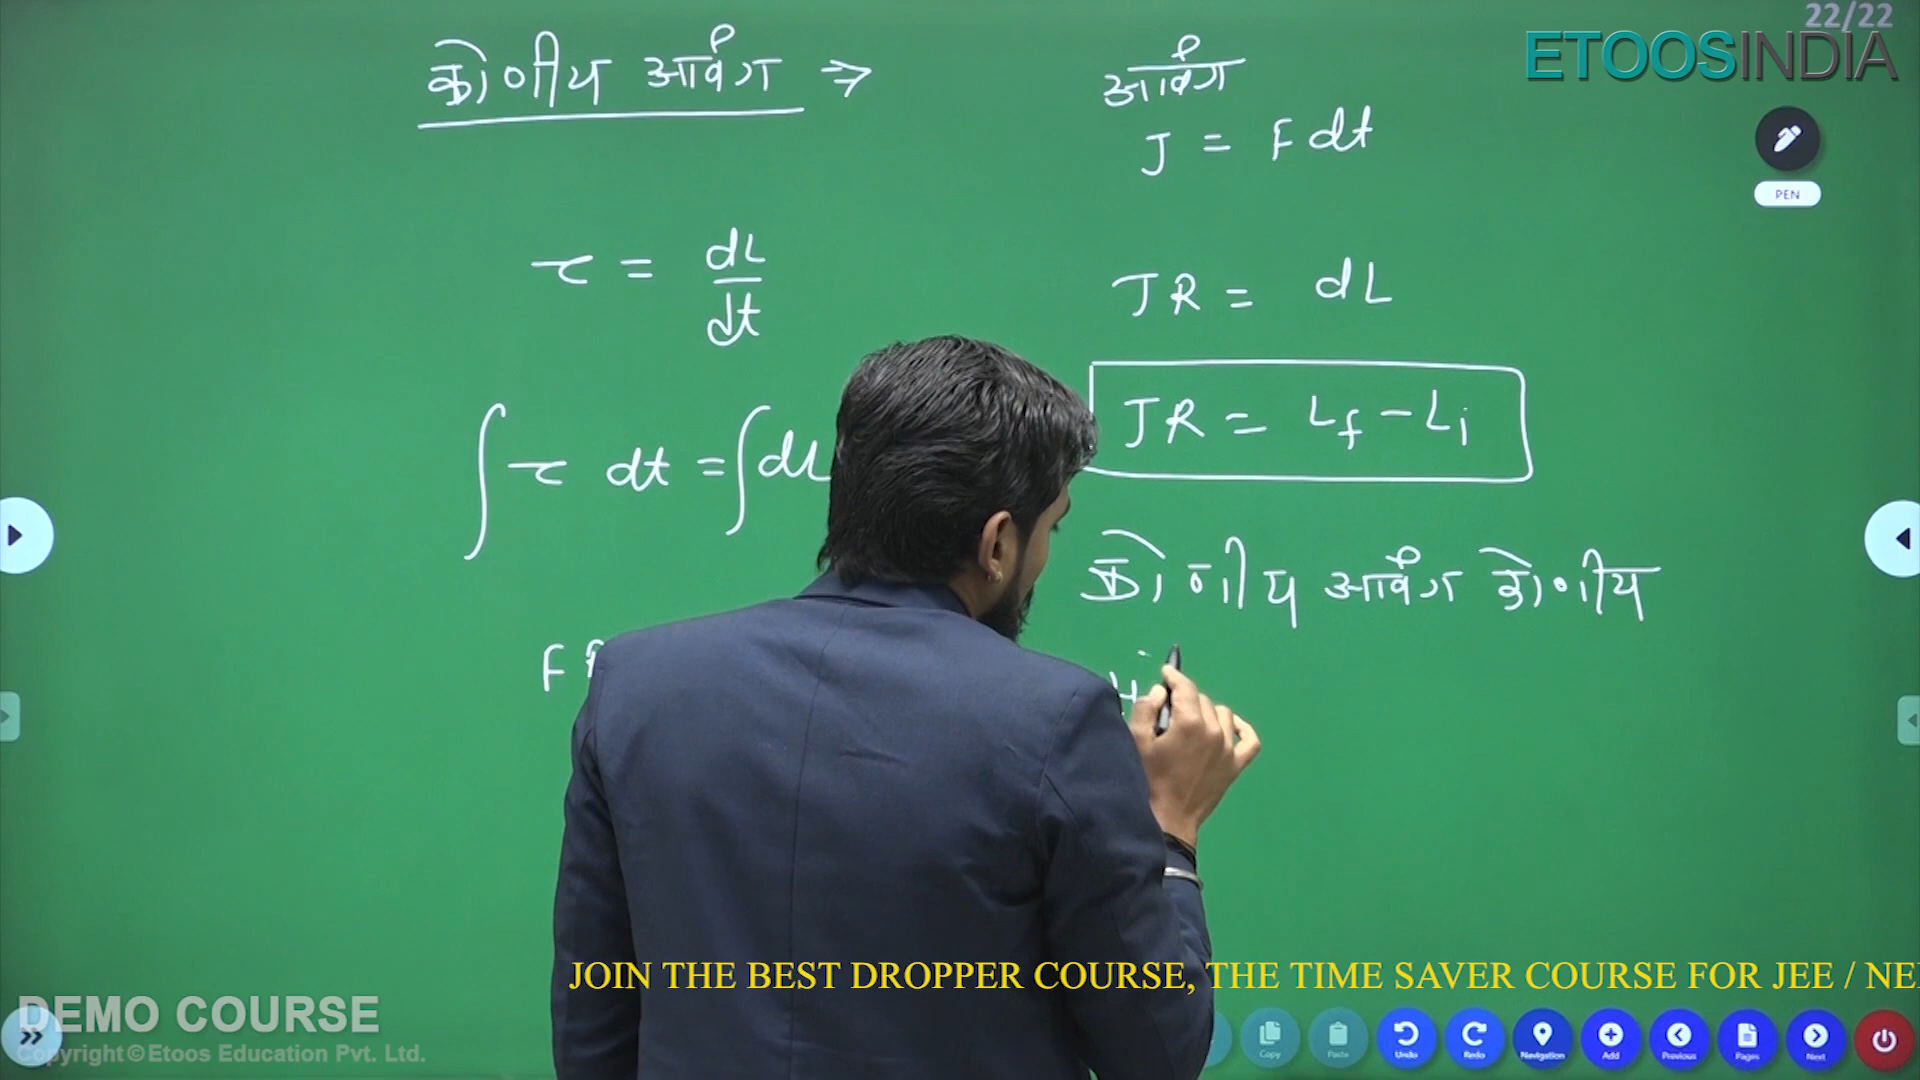 22/22
ETOOSINDIA
कोणीय आवेग ⇒
τ = dL/dt
∫τ dt = ∫dL
F
आवेग
J = F dt
JR = dL
JR = Lf - Li
कोणीय आवेग कोणीय
PEN
JOIN THE BEST DROPPER COURSE, THE TIME SAVER COURSE FOR JEE / NE
DEMO COURSE
Copyright © Etoos Education Pvt. Ltd.
Copy Paste Undo Redo Navigation Add Previous Pages Next